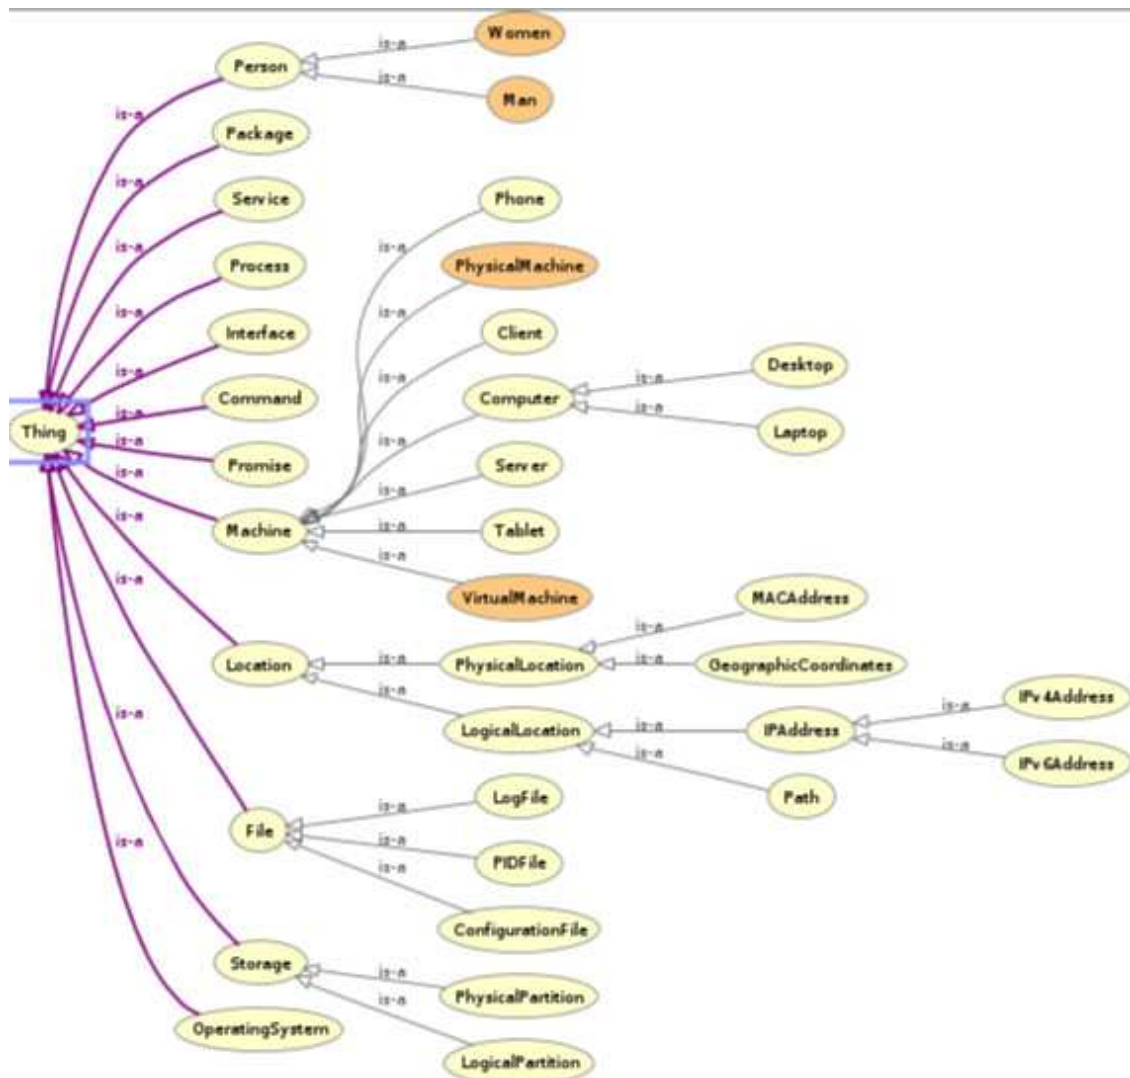 Women
is-a
Person
is-a
Man
is-a
Package
is-a
Service
Phone
is-a
is-a
Process
PhysicalMachine
is-a
Interface
Client
is-a
is-a
Desktop
is-a
Command
Computer
is-a
is-a
Laptop
Thing
is-a
is-a
Promise
Server
is-a
is-a
Machine
is-a
Tablet
is-a
is-a
VirtualMachine
MACAddress
is-a
is-a
Location
is-a
PhysicalLocation
is-a
GeographicCoordinates
is-a
IPv4Address
is-a
is-a
LogicalLocation
is-a
IPAddress
is-a
is-a
IPv6Address
LogFile
Path
is-a
File
is-a
is-a
PIDFile
is-a
ConfigurationFile
Storage
is-a
PhysicalPartition
is-a
OperatingSystem
LogicalPartition